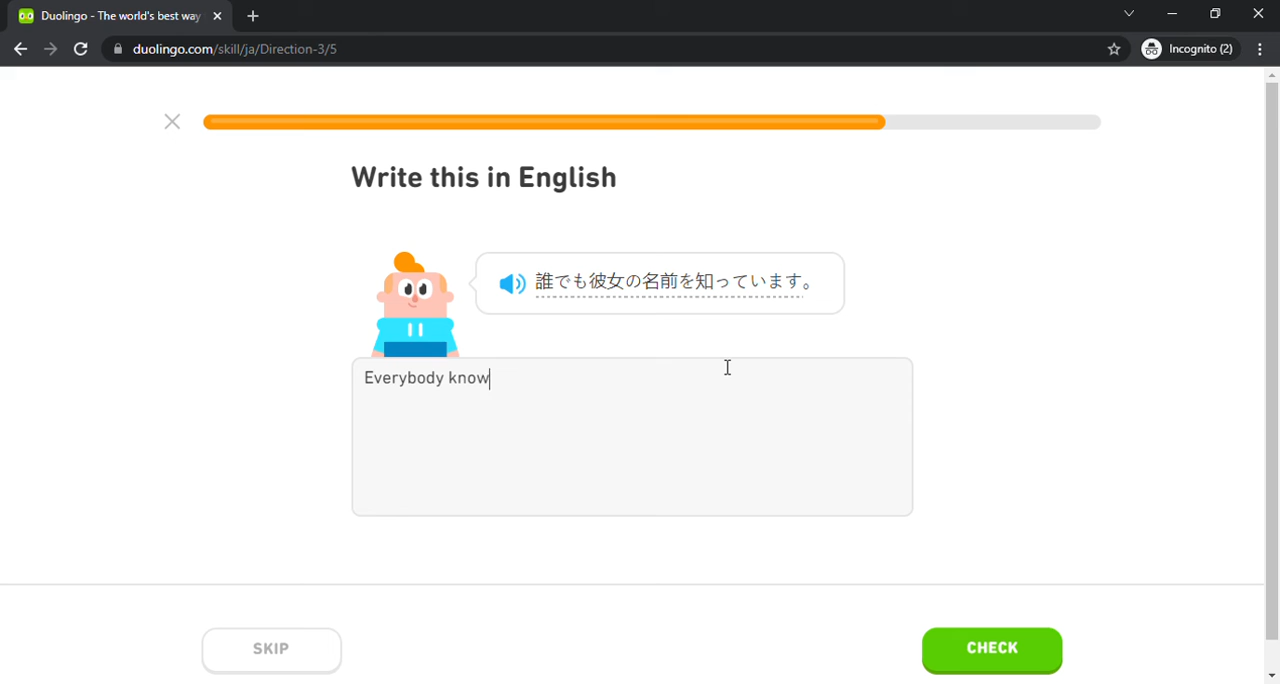 Duolingo - The world's best way
duolingo.com/skill/ja/Direction-3/5
Incognito (2)
Write this in English
誰でも彼女の名前を知っています。
Everybody know
SKIP
CHECK